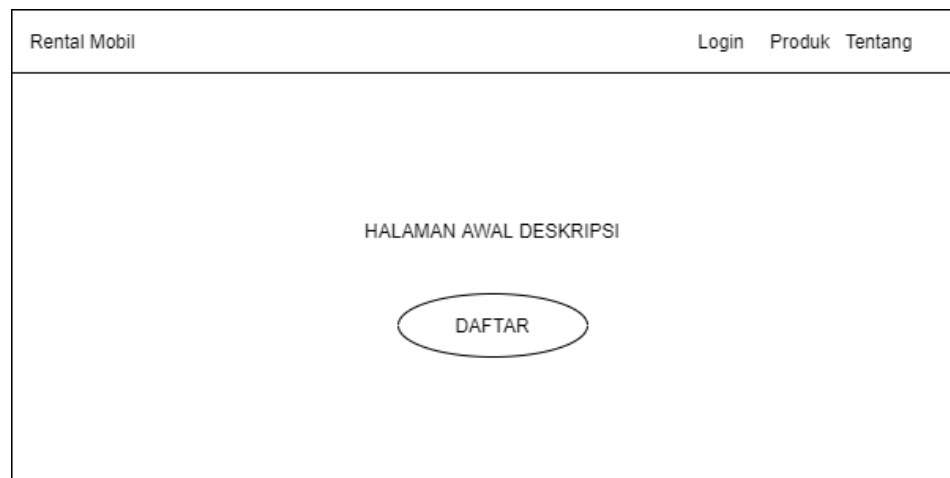 Rental Mobil Login Produk Tentang
HALAMAN AWAL DESKRIPSI
DAFTAR